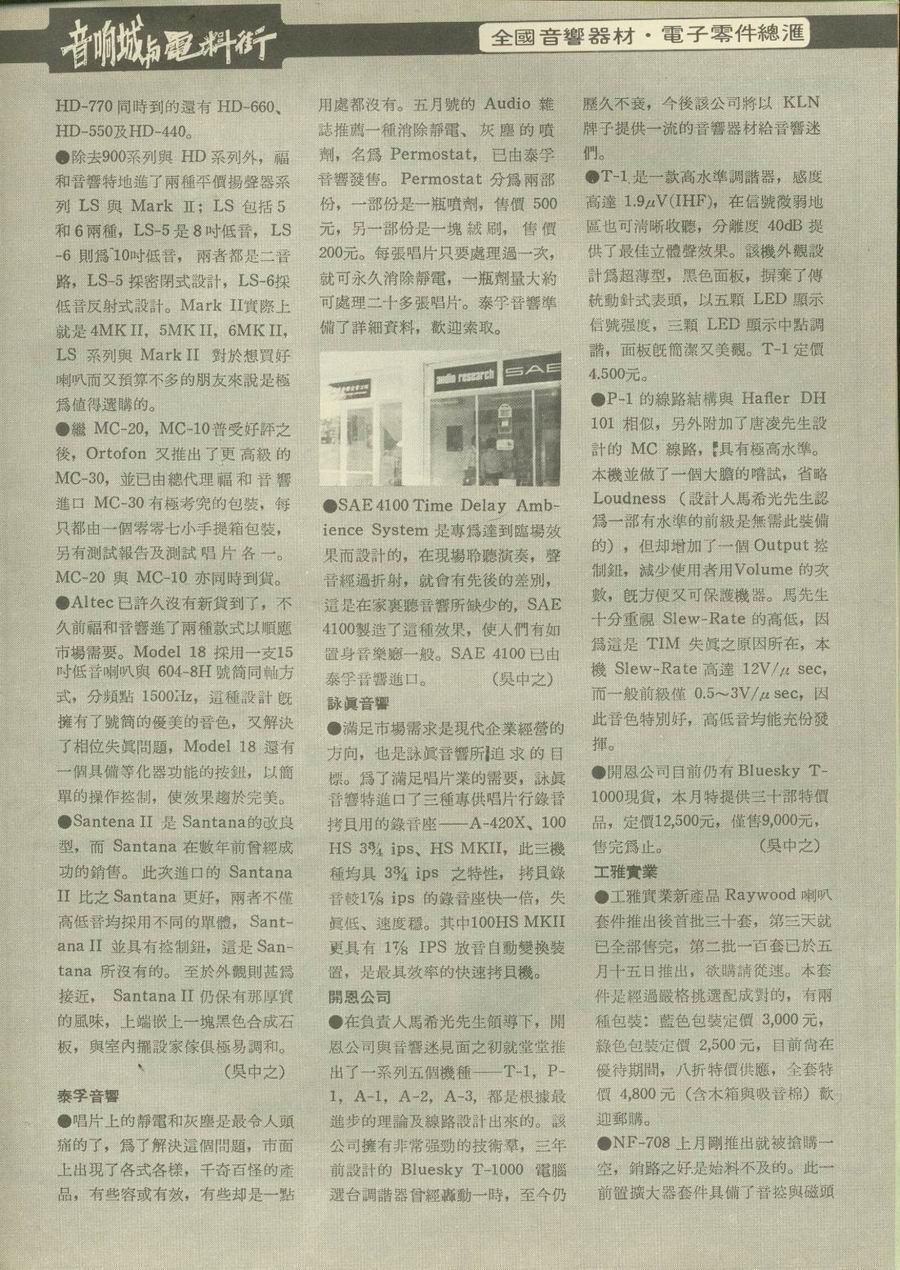 音响城与電料街
全國音響器材・電子零件總滙
HD-770 同時到的還有 HD-660、
HD-550及HD-440。
●除去900系列與 HD 系列外，福
和音響特地進了兩種平價揚聲器系
列 LS 與 Mark Ⅱ；LS 包括 5
和 6 兩種，LS-5 是 8 吋低音，LS
-6 則爲10吋低音，兩者都是二音
路，LS-5 採密閉式設計，LS-6採
低音反射式設計。Mark II實際上
就是 4MK II，5MK II，6MK II，
LS 系列與 Mark II 對於想買好
喇叭而又預算不多的朋友來說是極
爲値得選購的。
●繼 MC-20，MC-10普受好評之
後，Ortofon 又推出了更高級的
MC-30，並已由總代理福和音響
進口 MC-30 有極考究的包裝，每
只都由一個零零七小手提箱包裝，
另有測試報告及測試唱片各一。
MC-20 與 MC-10 亦同時到貨。
●Altec 已許久沒有新貨到了，不
久前福和音響進了兩種款式以順應
市場需要。Model 18 採用一支15
吋低音喇叭與 604-8H 號筒同軸方
式，分頻點 1500Hz，這種設計旣
擁有了號筒的優美的音色，又解決
了相位失眞問題，Model 18 還有
一個具備等化器功能的按鈕，以簡
單的操作控制，使效果趨於完美。
●Santena II 是 Santana的改良
型，而 Santana 在數年前曾經成
功的銷售。此次進口的 Santana
II 比之 Santana 更好，兩者不僅
高低音均採用不同的單體，Sant-
ana II 並具有控制鈕，這是 San-
tana 所沒有的。至於外觀則甚爲
接近，Santana II 仍保有那厚實
的風味，上端嵌上一塊黑色合成石
板，與室內擺設家傢俱極易調和。
（吳中之）
泰孚音響
●唱片上的靜電和灰塵是最令人頭
痛的了，爲了解決這個問題，市面
上出現了各式各樣，千奇百怪的產
品，有些容或有效，有些却是一點
用處都沒有。五月號的 Audio 雜
誌推薦一種消除靜電、灰塵的噴
劑，名爲 Permostat，已由泰孚
音響發售。Permostat 分爲兩部
份，一部份是一瓶噴劑，售價 500
元，另一部份是一塊絨刷，售價
200元。每張唱片只要處理過一次，
就可永久消除靜電，一瓶劑量大約
可處理二十多張唱片。泰孚音響準
備了詳細資料，歡迎索取。
audio research
SAE
●SAE 4100 Time Delay Amb-
ience System 是專爲達到臨場效
果而設計的，在現場聆聽演奏，聲
音經過折射，就會有先後的差別，
這是在家裏聽音響所缺少的，SAE
4100製造了這種效果，使人們有如
置身音樂廳一般。SAE 4100 已由
泰孚音響進口。（吳中之）
詠眞音響
●滿足市場需求是現代企業經營的
方向，也是詠眞音響所追求的目
標。爲了滿足唱片業的需要，詠眞
音響特進口了三種專供唱片行錄音
拷貝用的錄音座——A-420X、100
HS 3¾ ips、HS MKII，此三機
種均具 3¾ ips 之特性，拷貝錄
音較1⅞ ips 的錄音座快一倍，失
眞低、速度穩。其中100HS MKII
更具有 1⅞ IPS 放音自動變換裝
置，是最具效率的快速拷貝機。
開恩公司
●在負責人馬希光先生領導下，開
恩公司與音響迷見面之初就堂堂推
出了一系列五個機種——T-1，P-
1，A-1，A-2，A-3，都是根據最
進步的理論及線路設計出來的。該
公司擁有非常强勁的技術羣，三年
前設計的 Bluesky T-1000 電腦
選台調諧器曾經轟動一時，至今仍
歷久不衰，今後該公司將以 KLN
牌子提供一流的音響器材給音響迷
們。
●T-1 是一款高水準調諧器，感度
高達 1.9μV(IHF)，在信號微弱地
區也可清晰收聽，分離度 40dB 提
供了最佳立體聲效果。該機外觀設
計爲超薄型，黑色面板，摒棄了傳
統動針式表頭，以五顆 LED 顯示
信號强度，三顆 LED 顯示中點調
諧，面板旣簡潔又美觀。T-1 定價
4.500元。
●P-1 的線路結構與 Hafler DH
101 相似，另外附加了唐凌先生設
計的 MC 線路，具有極高水準。
本機並做了一個大膽的嚐試，省略
Loudness（設計人馬希光先生認
爲一部有水準的前級是無需此裝備
的），但却增加了一個 Output 控
制鈕，減少使用者用Volume 的次
數，旣方便又可保護機器。馬先生
十分重視 Slew-Rate 的高低，因
爲這是 TIM 失眞之原因所在，本
機 Slew-Rate 高達 12V/μ sec，
而一般前級僅 0.5～3V/μ sec，因
此音色特別好，高低音均能充份發
揮。
●開恩公司目前仍有 Bluesky T-
1000現貨，本月特提供三十部特價
品，定價12,500元，僅售9,000元，
售完爲止。（吳中之）
工雅實業
●工雅實業新產品 Raywood 喇叭
套件推出後首批三十套，第三天就
已全部售完，第二批一百套已於五
月十五日推出，欲購請從速。本套
件是經過嚴格挑選配成對的，有兩
種包裝：藍色包裝定價 3,000 元，
綠色包裝定價 2,500 元，目前尙在
優待期間，八折特價供應，全套特
價 4,800 元（含木箱與吸音棉）歡
迎郵購。
●NF-708 上月剛推出就被搶購一
空，銷路之好是始料不及的。此一
前置擴大器套件具備了音控與磁頭